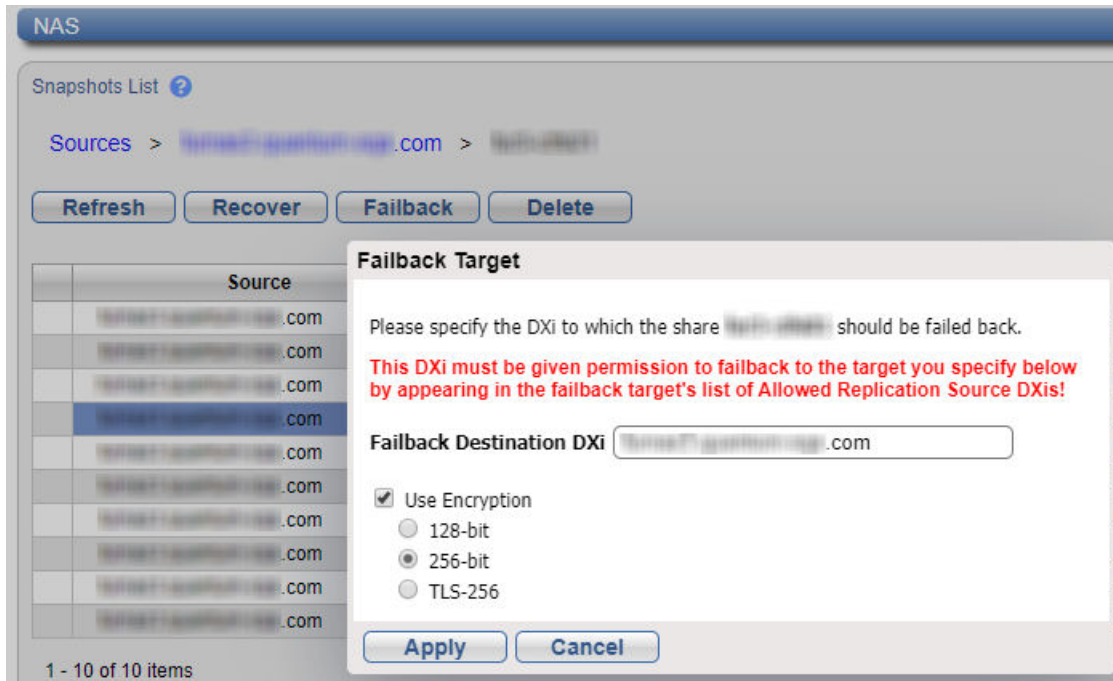 NAS
Snapshots List ?
Sources > .com >
Refresh Recover Failback Delete
Source
.com
.com
.com
.com
.com
.com
.com
.com
.com
.com
1 - 10 of 10 items
Failback Target
Please specify the DXi to which the share should be failed back.
This DXi must be given permission to failback to the target you specify below
by appearing in the failback target's list of Allowed Replication Source DXis!
Failback Destination DXi .com
Use Encryption
128-bit
256-bit
TLS-256
Apply Cancel